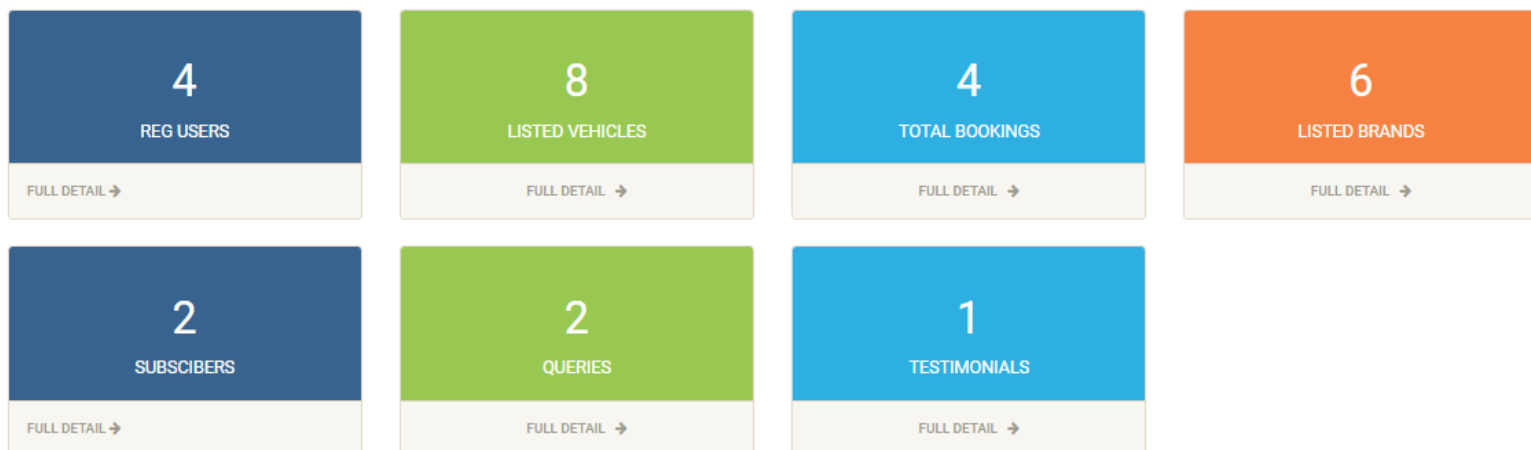 4
REG USERS
FULL DETAIL
8
LISTED VEHICLES
FULL DETAIL
4
TOTAL BOOKINGS
FULL DETAIL
6
LISTED BRANDS
FULL DETAIL
2
SUBSCIBERS
FULL DETAIL
2
QUERIES
FULL DETAIL
1
TESTIMONIALS
FULL DETAIL